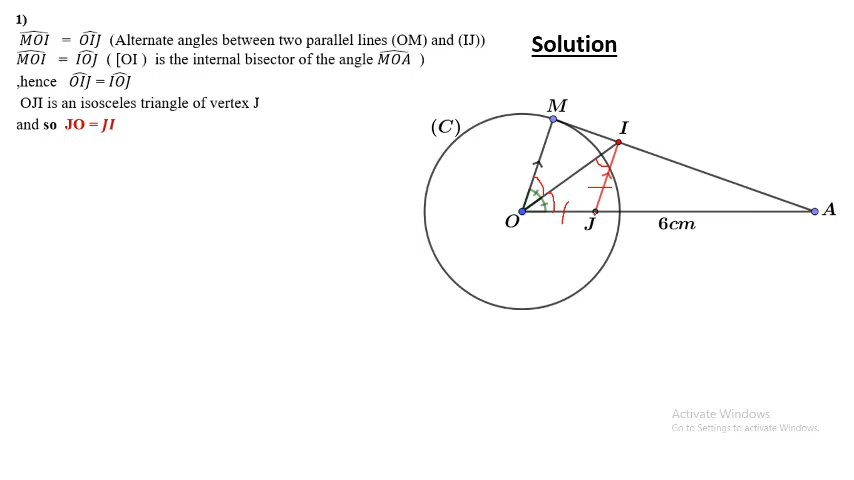 1)
MOI = OIJ (Alternate angles between two parallel lines (OM) and (IJ))
MOI = IOJ ( [OI ) is the internal bisector of the angle MOA )
,hence OIJ = IOJ
OJI is an isosceles triangle of vertex J
and so JO = JI
Solution
(C)
M
I
O
J
6cm
A
Activate Windows
Go to Settings to activate Windows.